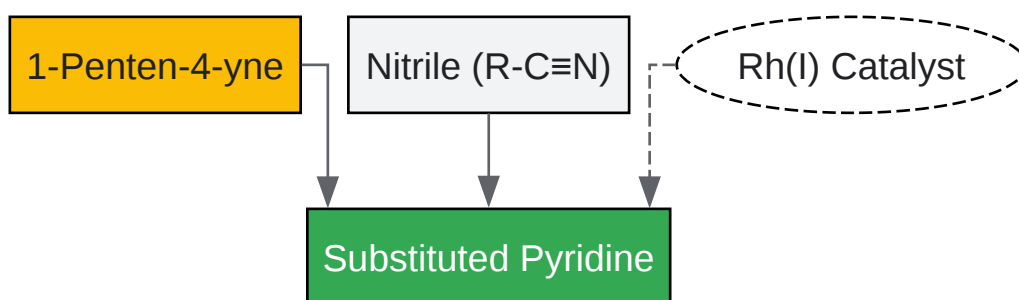 1-Penten-4-yne
Nitrile (R-C≡N)
Rh(I) Catalyst
Substituted Pyridine